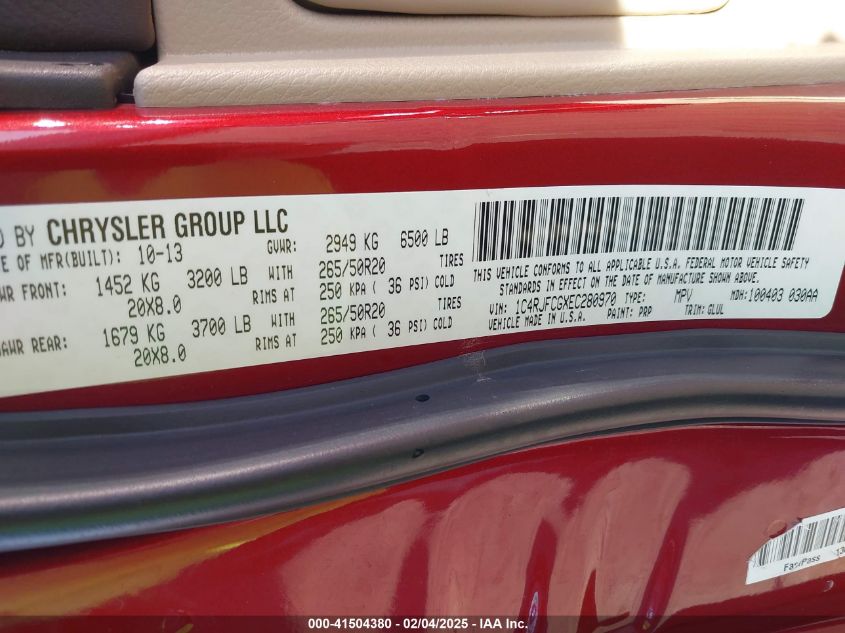 D BY CHRYSLER GROUP LLC
E OF MFR(BUILT): 10-13 GVWR: 2949 KG 6500 LB
WR FRONT: 1452 KG 3200 LB WITH 265/50R20 TIRES
20X8.0 RIMS AT 250 KPA ( 36 PSI) COLD
GAWR REAR: 1679 KG 3700 LB WITH 265/50R20 TIRES
20X8.0 RIMS AT 250 KPA ( 36 PSI) COLD
THIS VEHICLE CONFORMS TO ALL APPLICABLE U.S.A. FEDERAL MOTOR VEHICLE SAFETY
STANDARDS IN EFFECT ON THE DATE OF MANUFACTURE SHOWN ABOVE.
VIN: 1C4RJFCGXEC280970 TYPE: MPV MDH: 100403 030AA
VEHICLE MADE IN U.S.A. PAINT: PRP TRIM: GLUL
FastPass
000-41504380 - 02/04/2025 - IAA Inc.